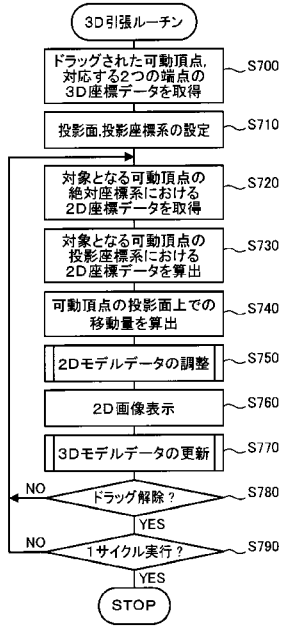 3D引張ルーチン
ドラッグされた可動頂点,
対応する2つの端点の
3D座標データを取得
S700
投影面,投影座標系の設定
S710
対象となる可動頂点の
絶対座標系における
2D座標データを取得
S720
対象となる可動頂点の
投影座標系における
2D座標データを算出
S730
可動頂点の投影面上での
移動量を算出
S740
2Dモデルデータの調整
S750
2D画像表示
S760
3Dモデルデータの更新
S770
NO
ドラッグ解除?
S780
YES
NO
1サイクル実行?
S790
YES
STOP